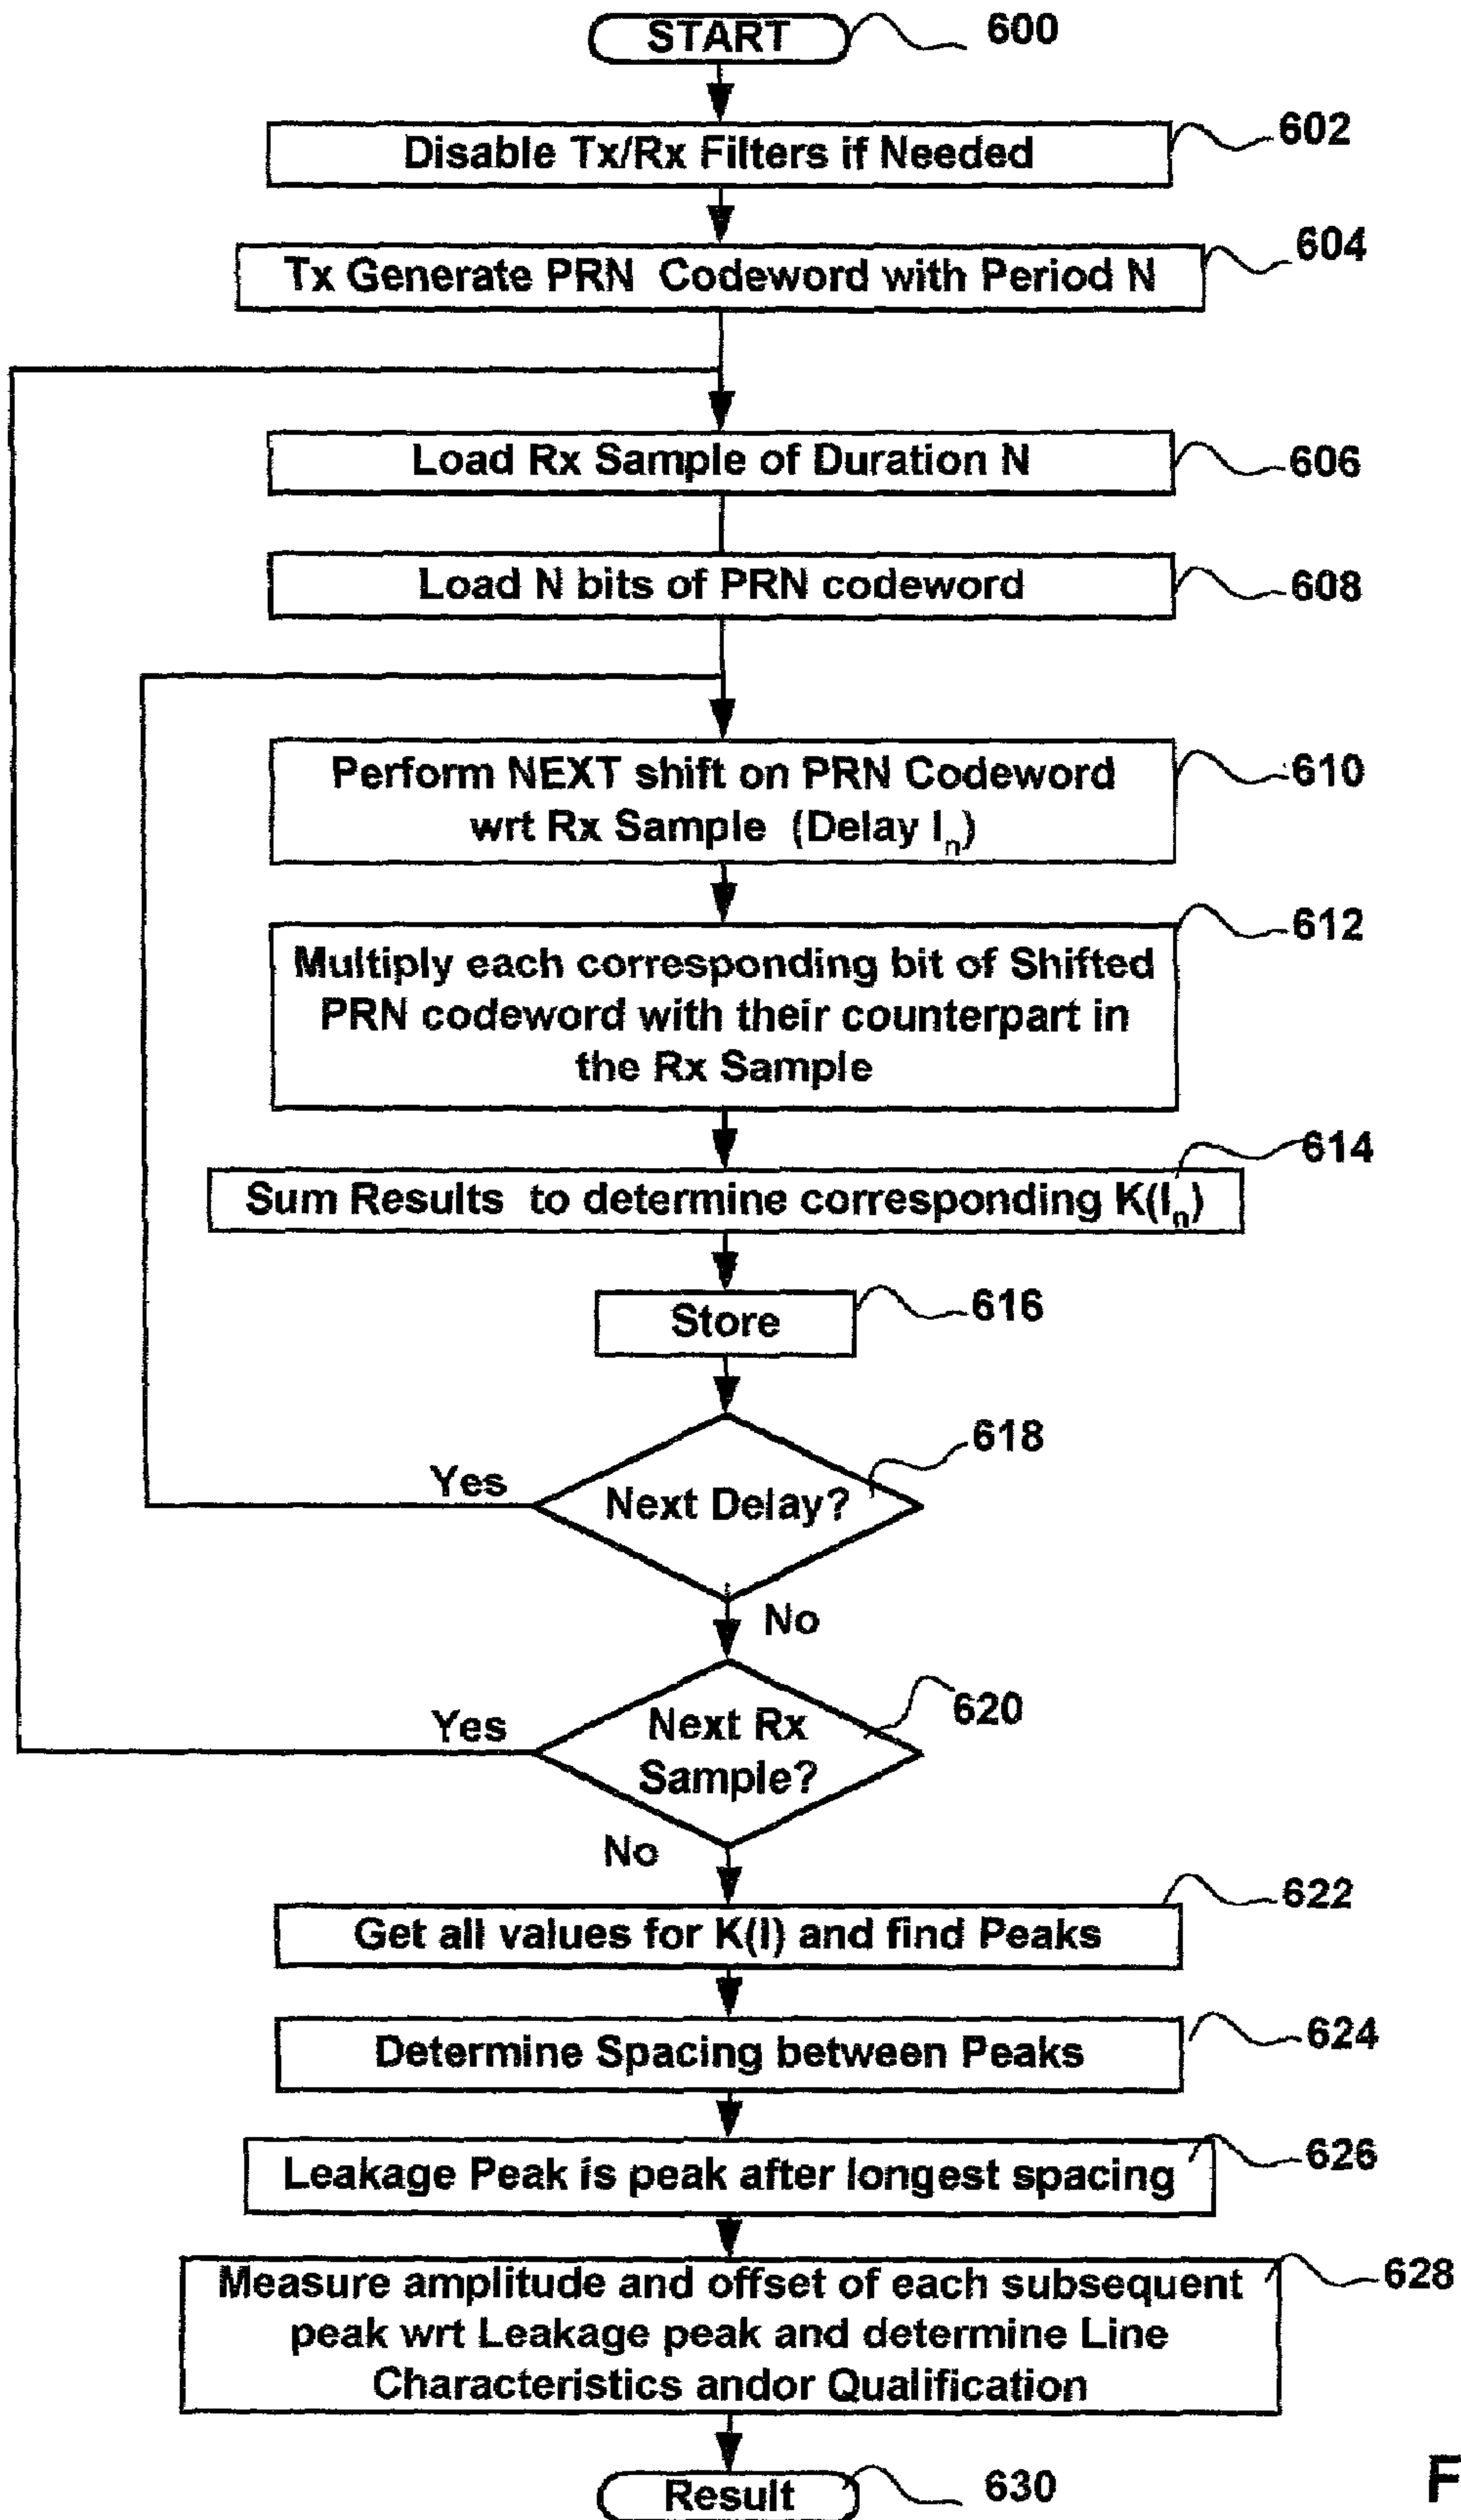 START
600
Disable Tx/Rx Filters if Needed
602
Tx Generate PRN Codeword with Period N
604
Load Rx Sample of Duration N
606
Load N bits of PRN codeword
608
Perform NEXT shift on PRN Codeword
wrt Rx Sample (Delay ln)
610
Multiply each corresponding bit of Shifted
PRN codeword with their counterpart in
the Rx Sample
612
Sum Results to determine corresponding K(ln)
614
Store
616
Next Delay?
618
Yes
No
Next Rx
Sample?
620
Yes
No
Get all values for K(l) and find Peaks
622
Determine Spacing between Peaks
624
Leakage Peak is peak after longest spacing
626
Measure amplitude and offset of each subsequent
peak wrt Leakage peak and determine Line
Characteristics andor Qualification
628
Result
630
F